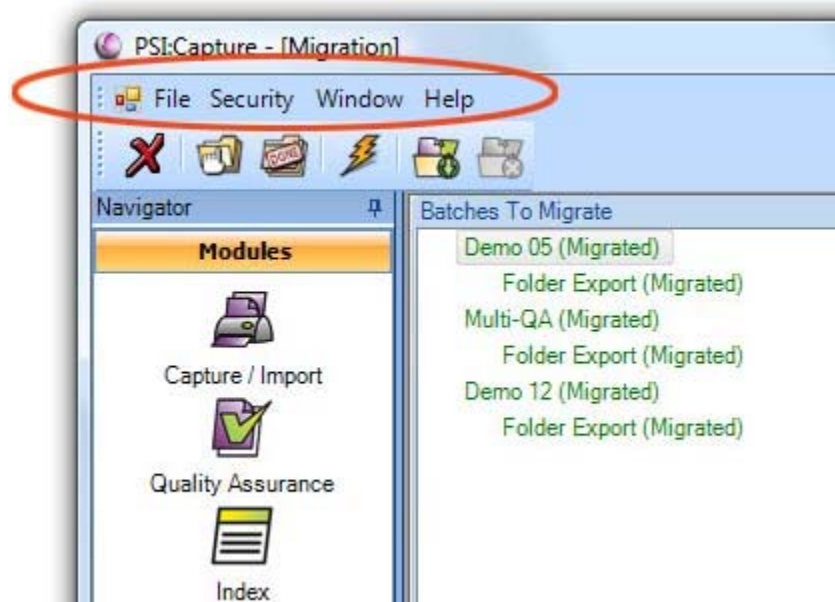 PSI:Capture - [Migration]
File Security Window Help
DONE
Navigator
Modules
Capture / Import
Quality Assurance
Index
Batches To Migrate
Demo 05 (Migrated)
Folder Export (Migrated)
Multi-QA (Migrated)
Folder Export (Migrated)
Demo 12 (Migrated)
Folder Export (Migrated)